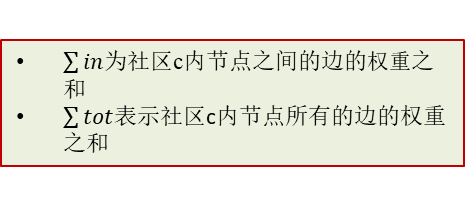 • ∑ in为社区c内节点之间的边的权重之
和
• ∑ tot表示社区c内节点所有的边的权重
之和